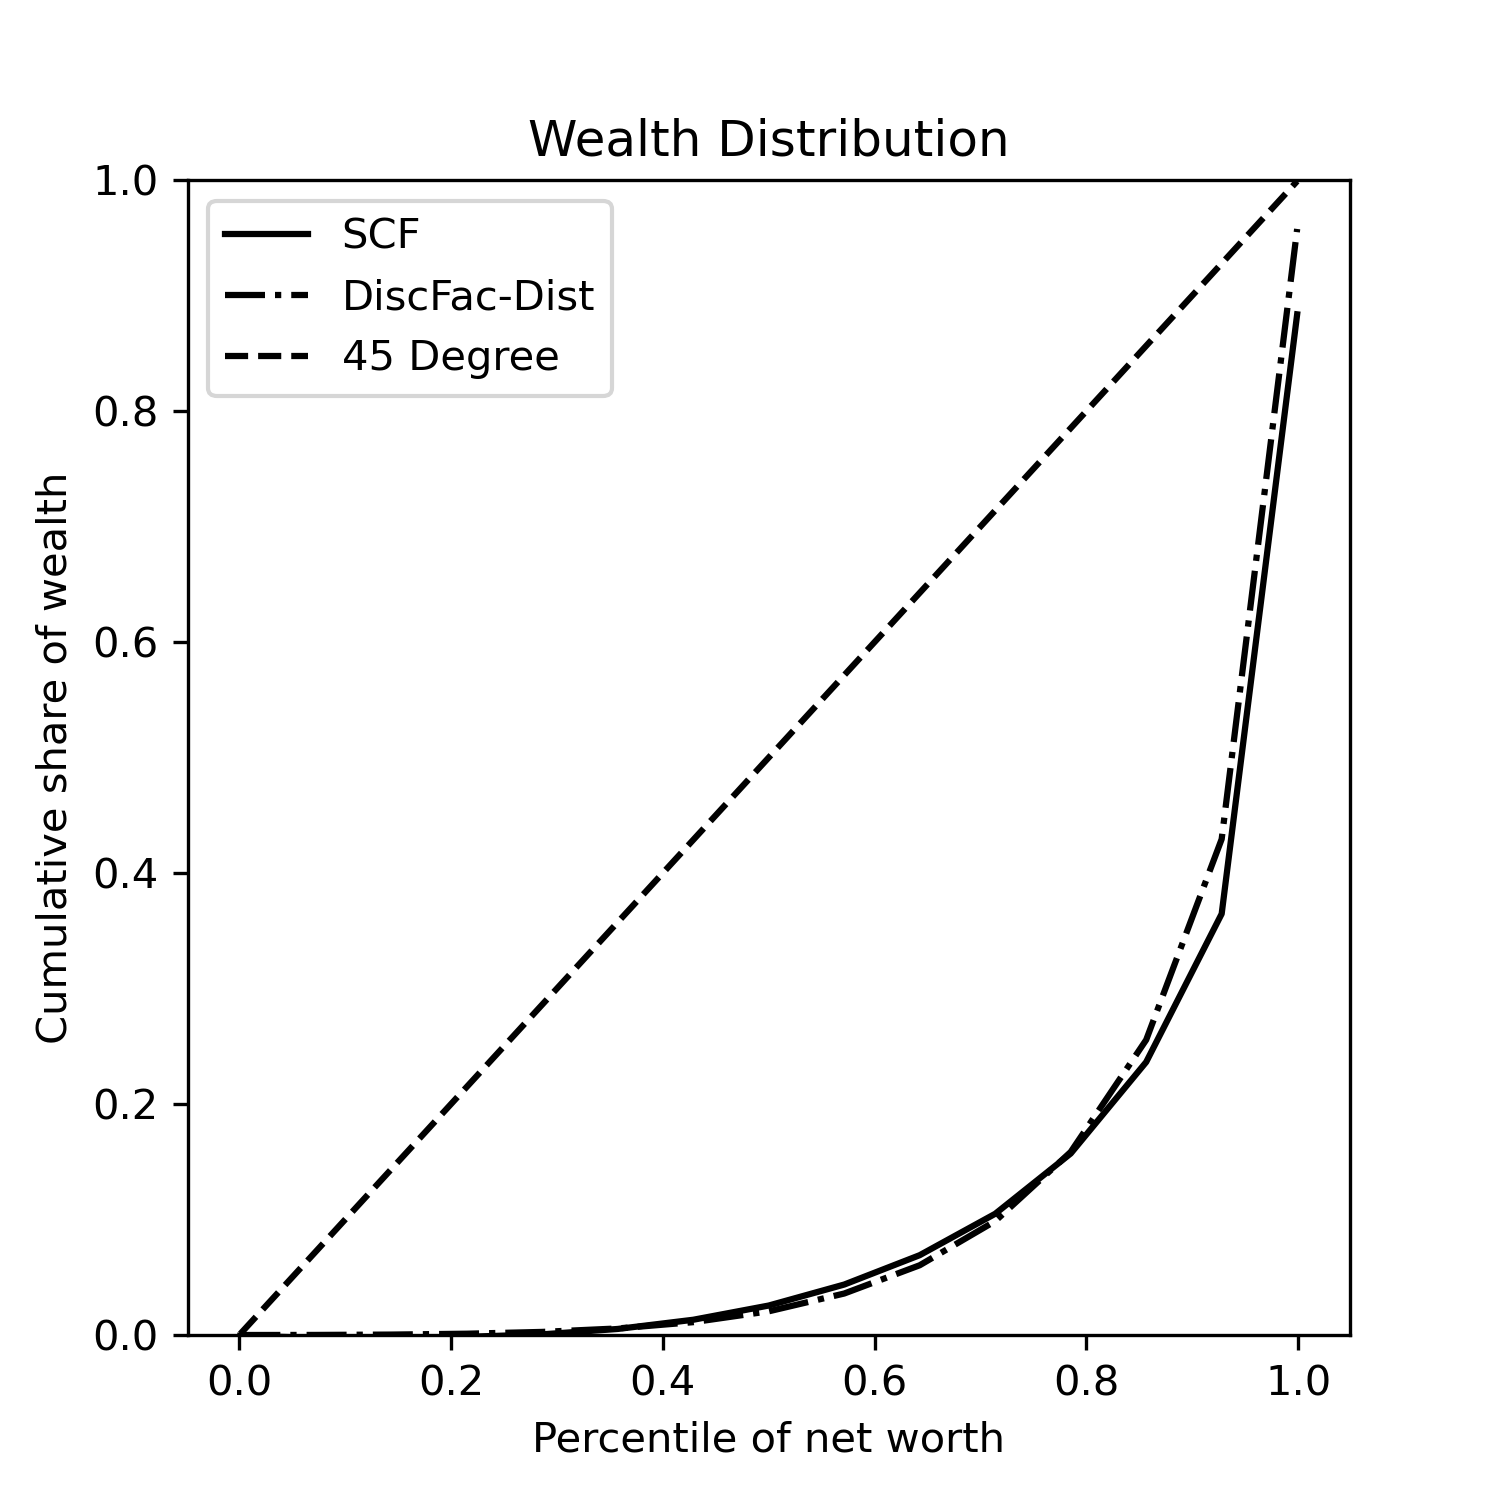 Wealth Distribution
1.0
0.8
0.6
0.4
0.2
0.0
Cumulative share of wealth
SCF
DiscFac-Dist
45 Degree
0.0 0.2 0.4 0.6 0.8 1.0
Percentile of net worth